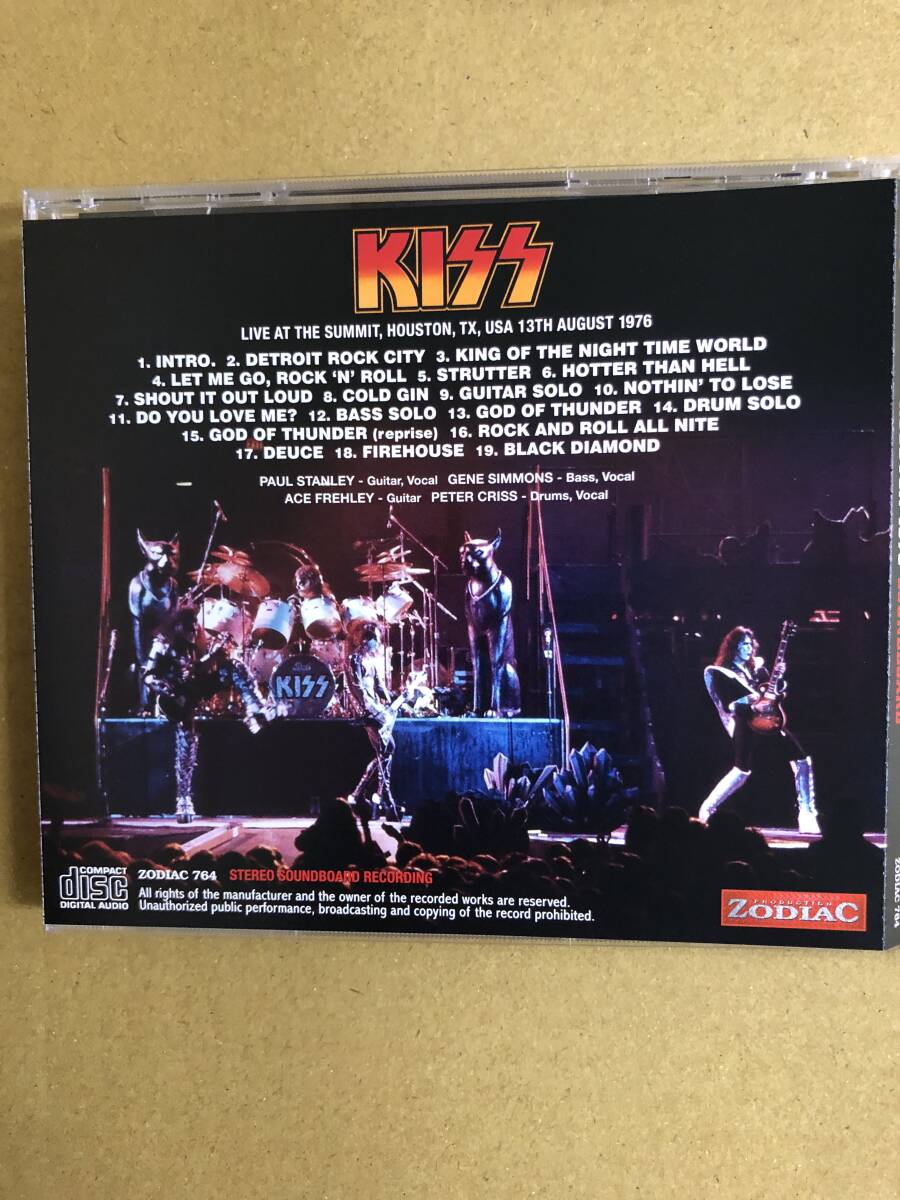 KISS
LIVE AT THE SUMMIT, HOUSTON, TX, USA 13TH AUGUST 1976
1. INTRO. 2. DETROIT ROCK CITY 3. KING OF THE NIGHT TIME WORLD
4. LET ME GO, ROCK ‘N’ ROLL 5. STRUTTER 6. HOTTER THAN HELL
7. SHOUT IT OUT LOUD 8. COLD GIN 9. GUITAR SOLO 10. NOTHIN’ TO LOSE
11. DO YOU LOVE ME? 12. BASS SOLO 13. GOD OF THUNDER 14. DRUM SOLO
15. GOD OF THUNDER (reprise) 16. ROCK AND ROLL ALL NITE
17. DEUCE 18. FIREHOUSE 19. BLACK DIAMOND
PAUL STANLEY - Guitar, Vocal GENE SIMMONS - Bass, Vocal
ACE FREHLEY - Guitar PETER CRISS - Drums, Vocal
KISS
COMPACT
disc
DIGITAL AUDIO
ZODIAC 764 STEREO SOUNDBOARD RECORDING
All rights of the manufacturer and the owner of the recorded works are reserved.
Unauthorized public performance, broadcasting and copying of the record prohibited.
PRODUCTION
ZODIAC
ZODIAC 764